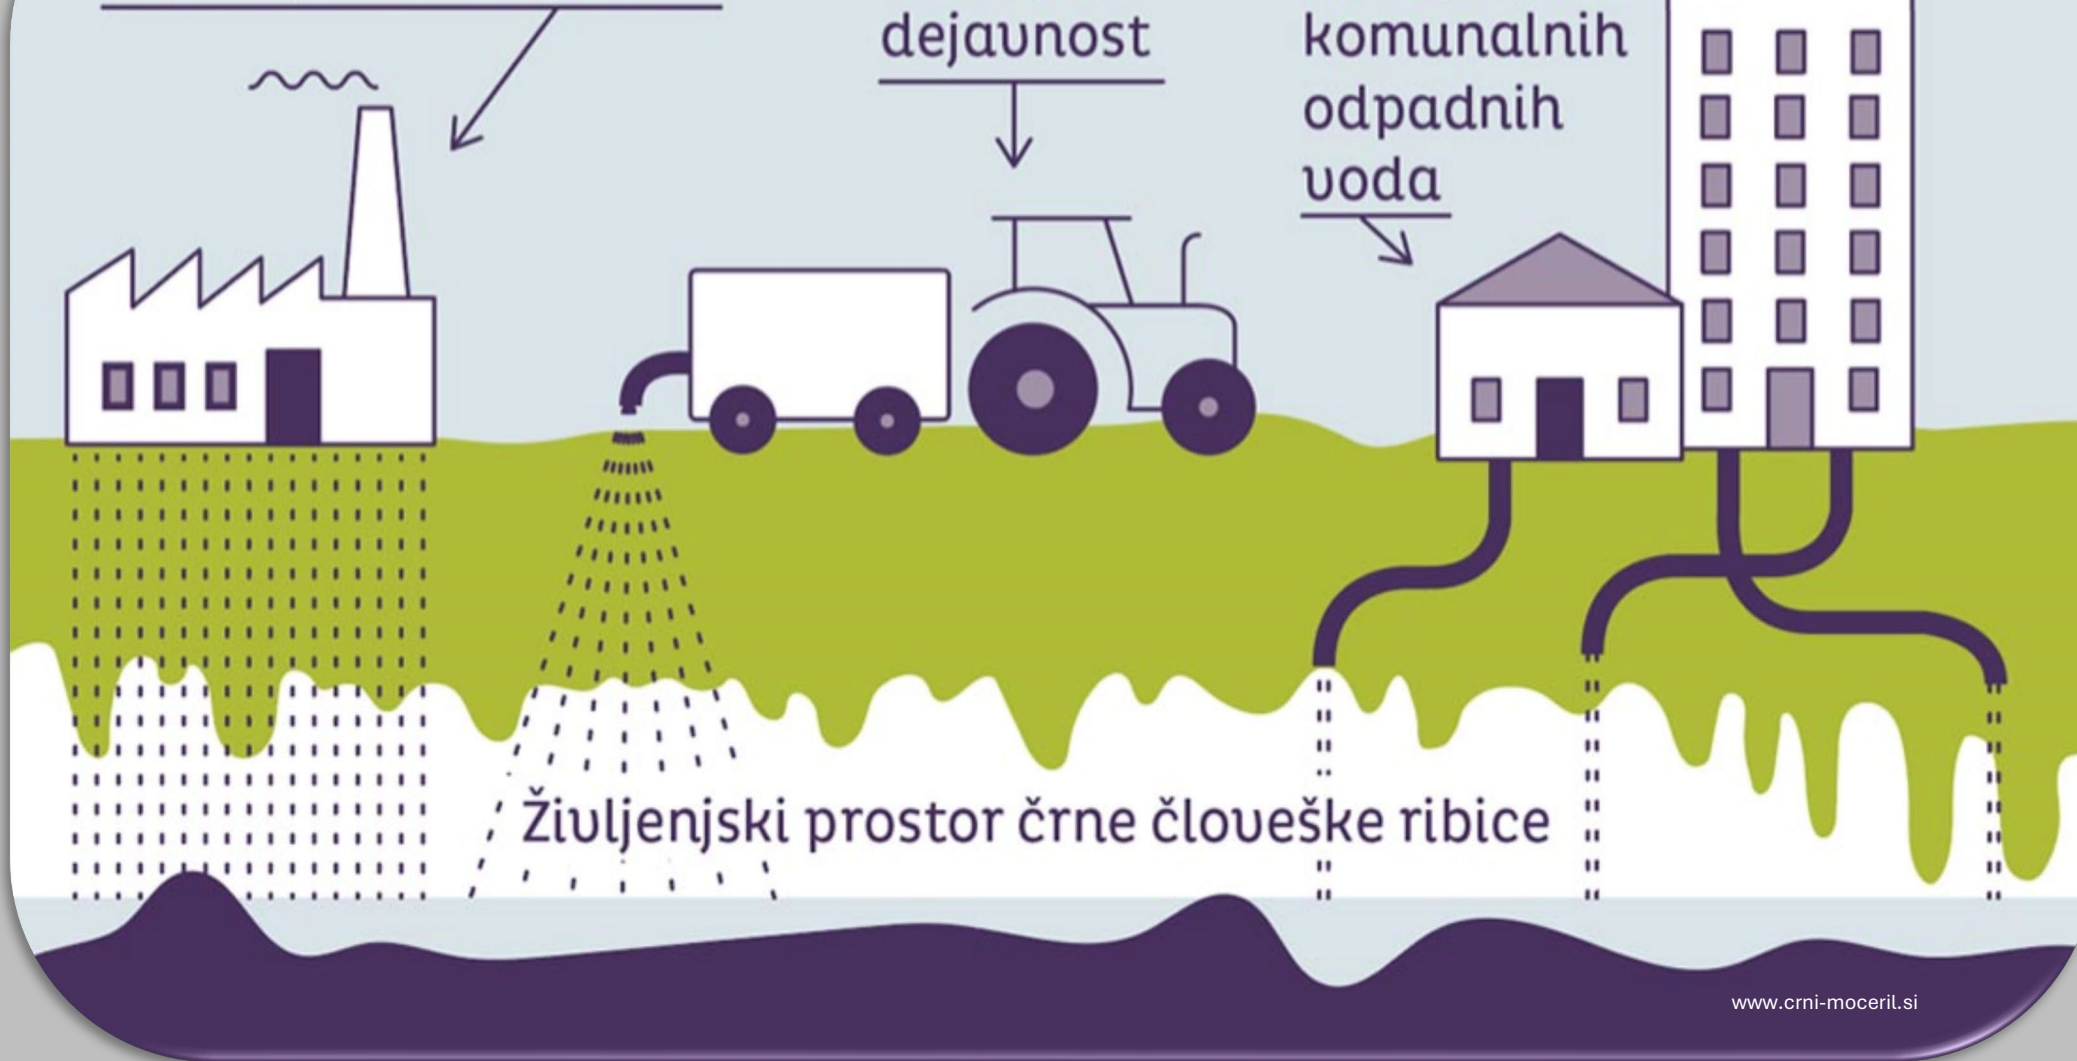 dejavnost
komunalnih
odpadnih
voda
Življenjski prostor črne človeške ribice
www.crni-moceril.si